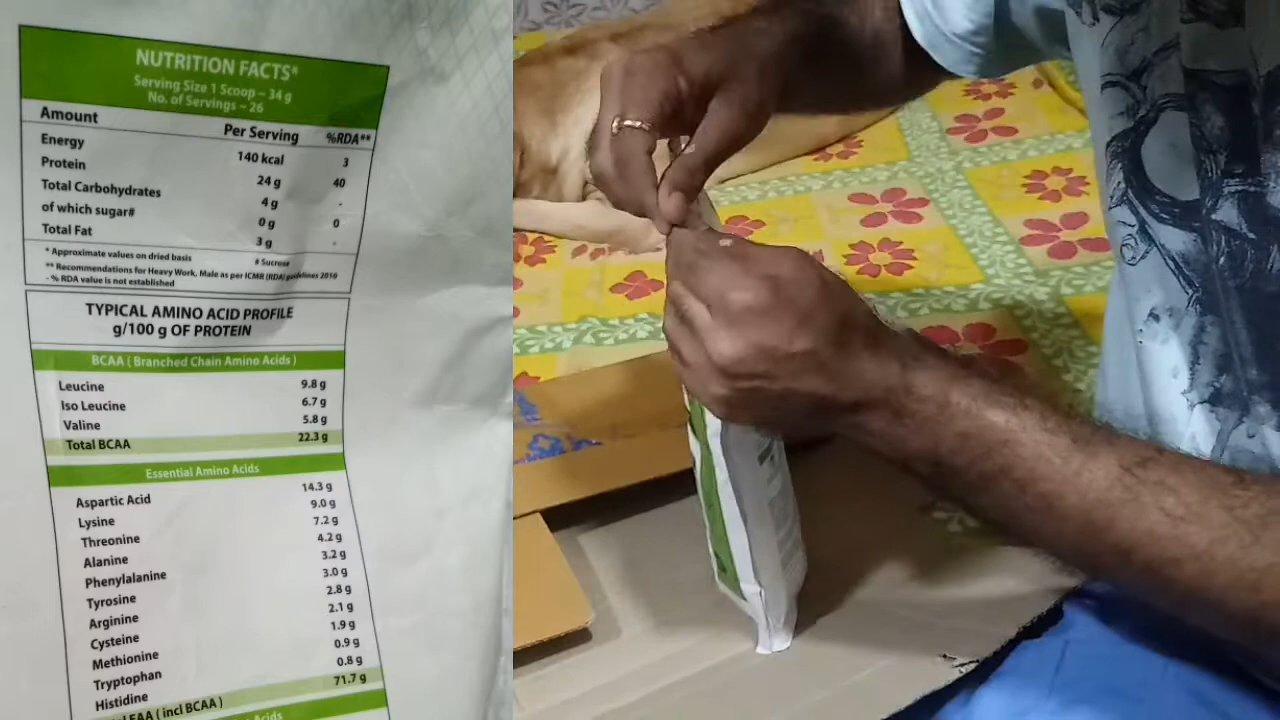 NUTRITION FACTS*
Serving Size 1 Scoop ~ 34 g
No. of Servings ~ 26
Amount Per Serving %RDA**
Energy 140 kcal 3
Protein 24 g 40
Total Carbohydrates 4 g -
of which sugar# 0 g 0
Total Fat 3 g -
* Approximate values on dried basis # Sucrose
** Recommendations for Heavy Work, Male as per ICMR (RDA) guidelines 2010
- % RDA value is not established
TYPICAL AMINO ACID PROFILE
g/100 g OF PROTEIN
BCAA ( Branched Chain Amino Acids )
Leucine 9.8 g
Iso Leucine 6.7 g
Valine 5.8 g
Total BCAA 22.3 g
Essential Amino Acids
Aspartic Acid 14.3 g
Lysine 9.0 g
Threonine 7.2 g
Alanine 4.2 g
Phenylalanine 3.2 g
Tyrosine 3.0 g
Arginine 2.8 g
Cysteine 2.1 g
Methionine 1.9 g
Tryptophan 0.9 g
Histidine 0.8 g
EAA ( incl BCAA ) 71.7 g
Acids